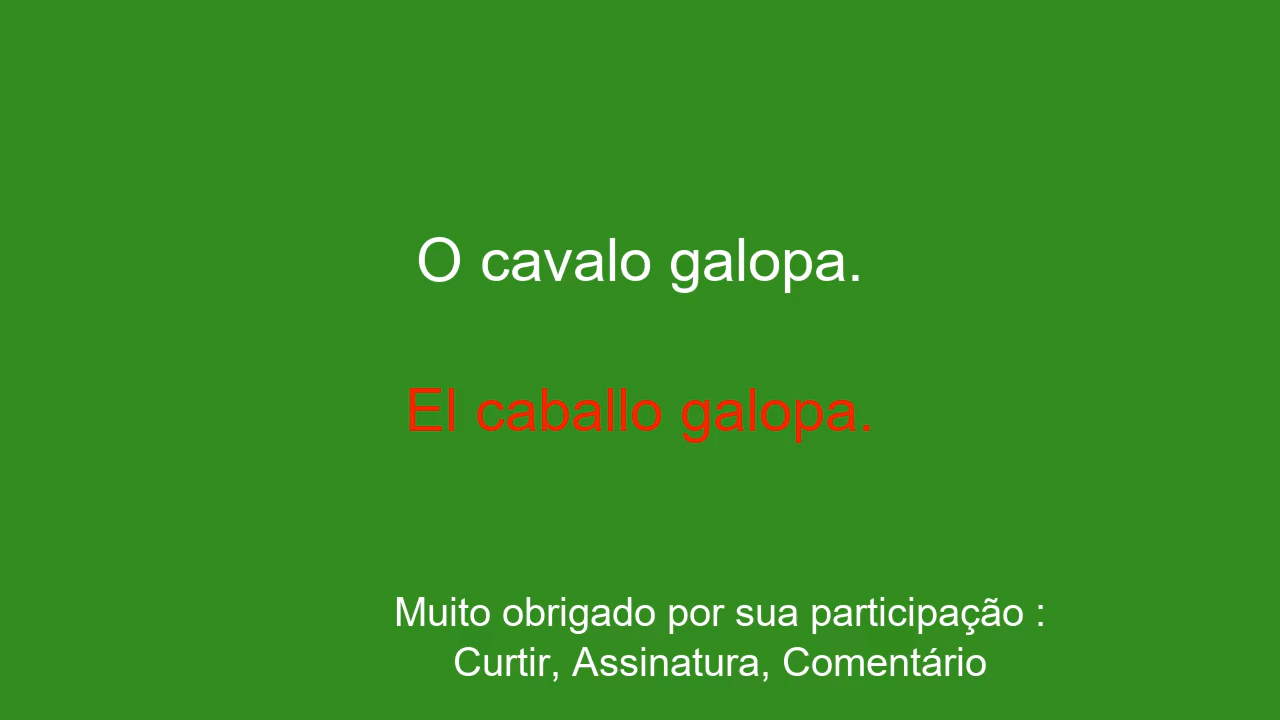 O cavalo galopa.
El caballo galopa.
Muito obrigado por sua participação :
Curtir, Assinatura, Comentário